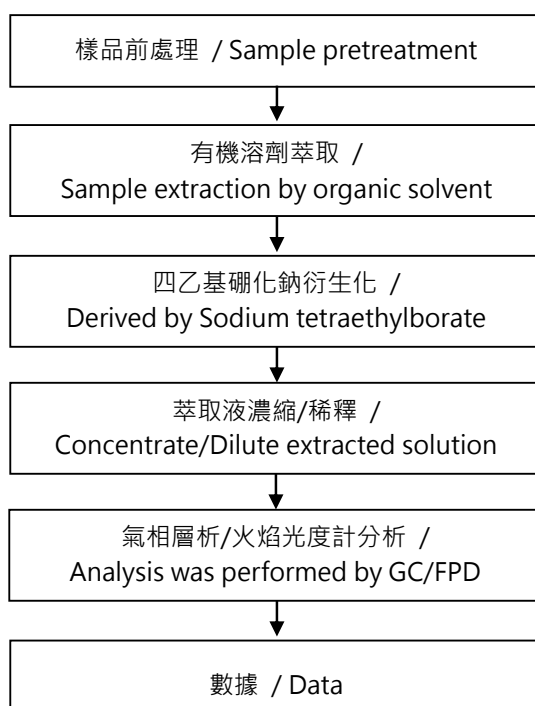 樣品前處理 / Sample pretreatment
有機溶劑萃取 /
Sample extraction by organic solvent
四乙基硼化鈉衍生化 /
Derived by Sodium tetraethylborate
萃取液濃縮/稀釋 /
Concentrate/Dilute extracted solution
氣相層析/火焰光度計分析 /
Analysis was performed by GC/FPD
數據 / Data